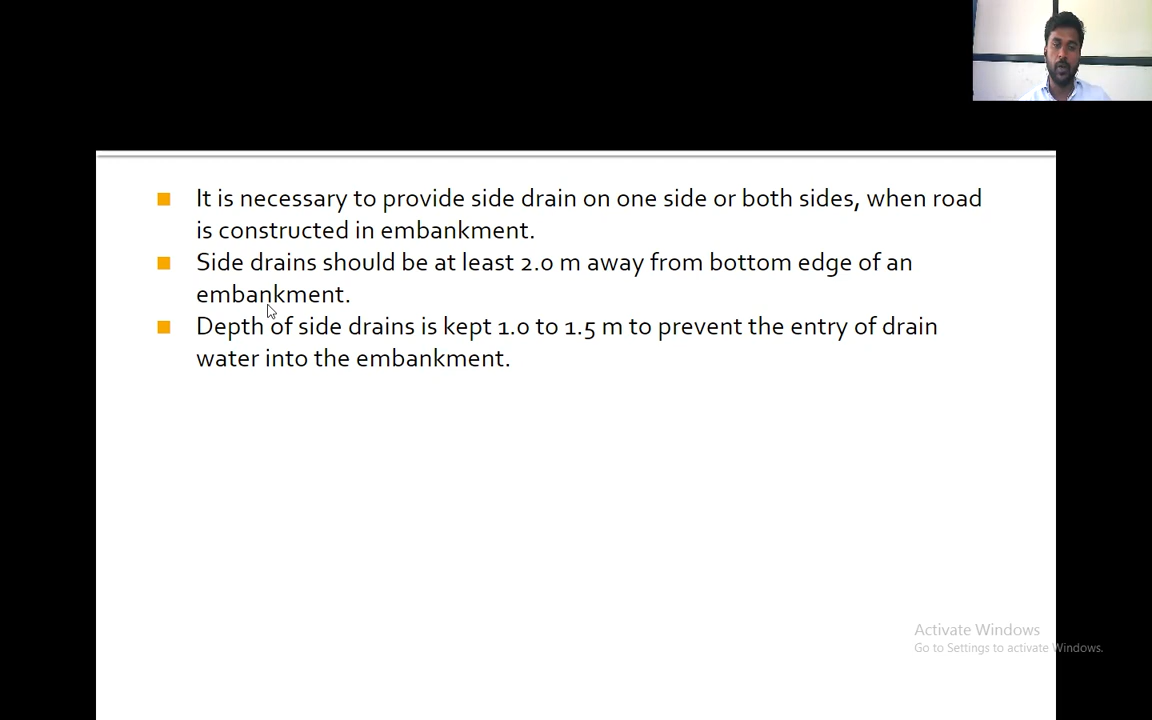 It is necessary to provide side drain on one side or both sides, when road
is constructed in embankment.
Side drains should be at least 2.0 m away from bottom edge of an
embankment.
Depth of side drains is kept 1.0 to 1.5 m to prevent the entry of drain
water into the embankment.
Activate Windows
Go to Settings to activate Windows.